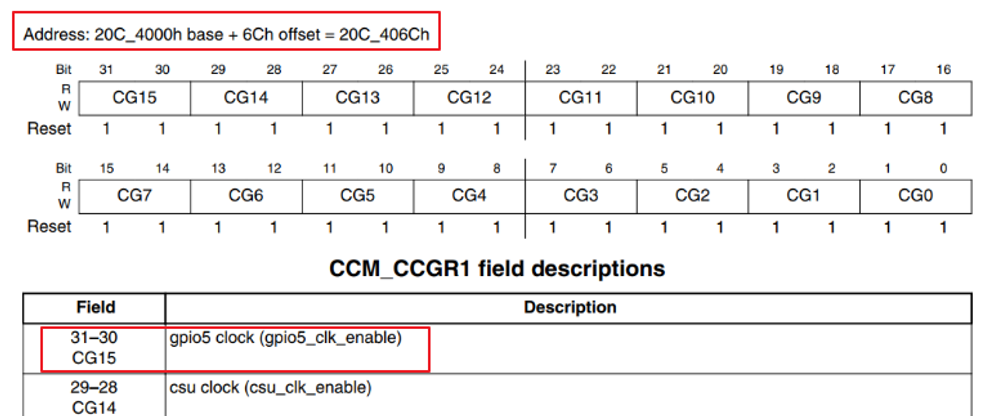 Address: 20C_4000h base + 6Ch offset = 20C_406Ch
Bit 31 30 29 28 27 26 25 24 23 22 21 20 19 18 17 16
R
W
CG15 CG14 CG13 CG12 CG11 CG10 CG9 CG8
Reset 1 1 1 1 1 1 1 1 1 1 1 1 1 1 1 1
Bit 15 14 13 12 11 10 9 8 7 6 5 4 3 2 1 0
R
W
CG7 CG6 CG5 CG4 CG3 CG2 CG1 CG0
Reset 1 1 1 1 1 1 1 1 1 1 1 1 1 1 1 1
CCM_CCGR1 field descriptions
Field Description
31–30 gpio5 clock (gpio5_clk_enable)
CG15
29–28 csu clock (csu_clk_enable)
CG14